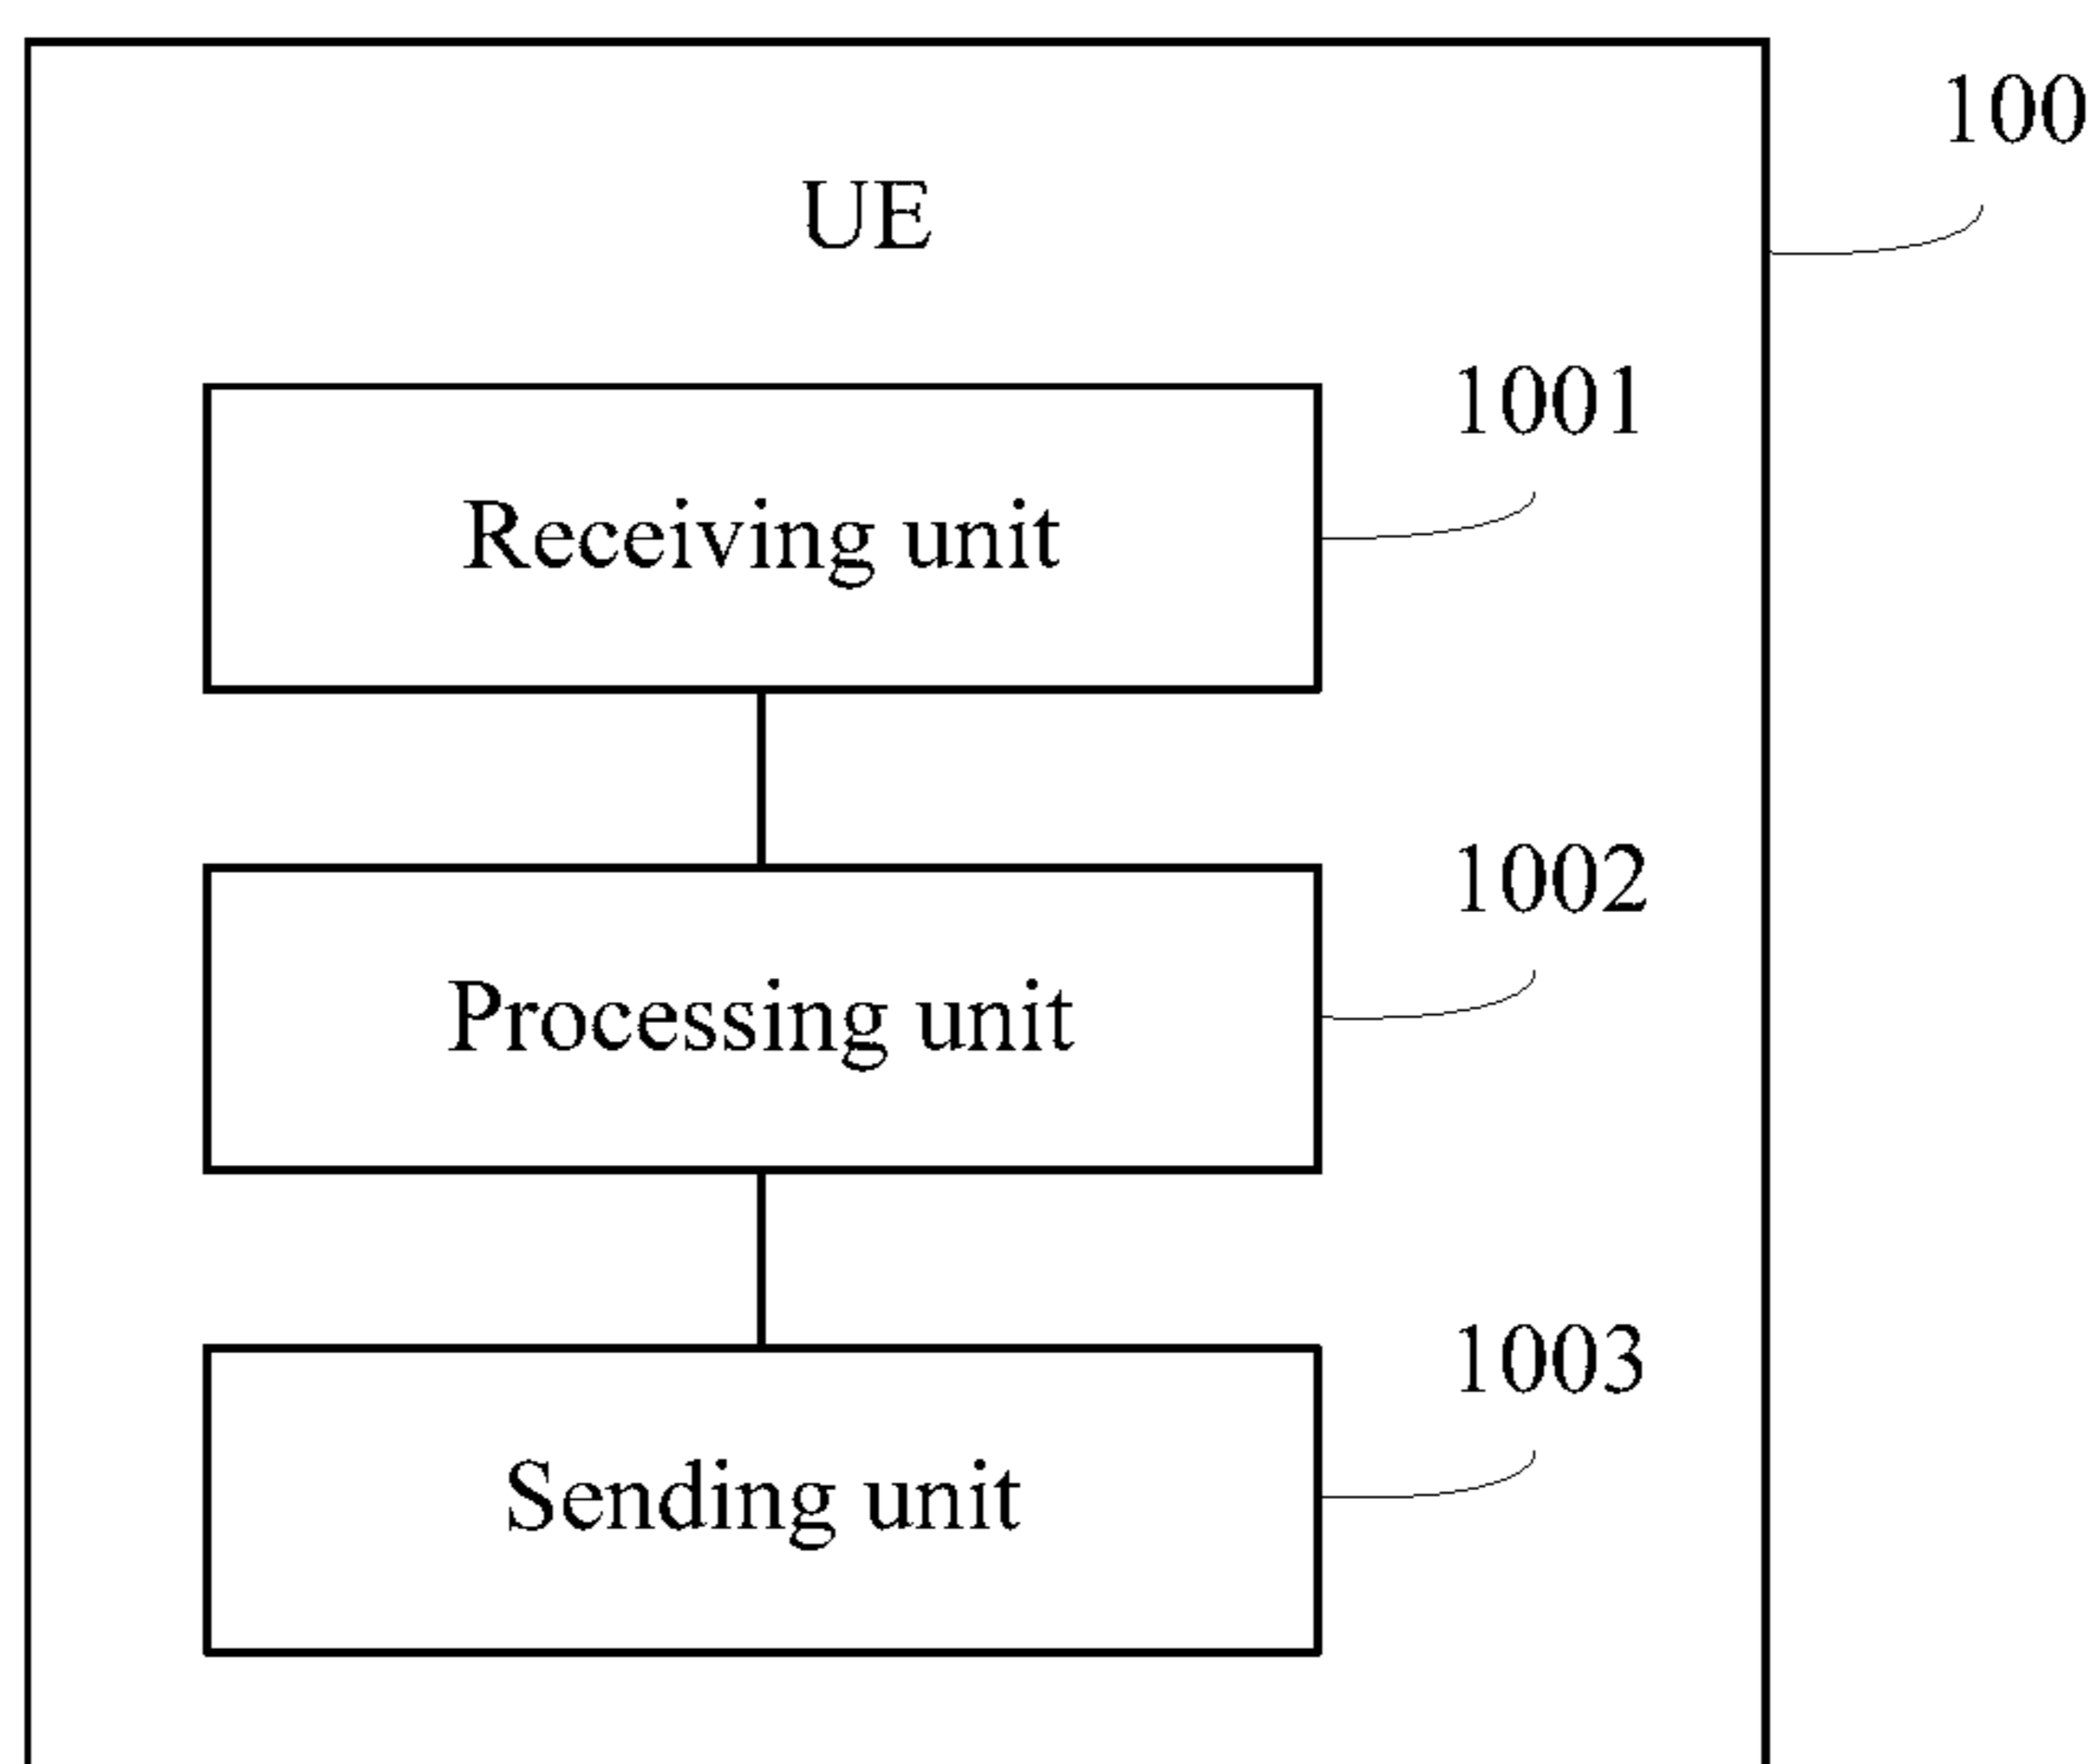 100
UE
1001
Receiving unit
1002
Processing unit
1003
Sending unit